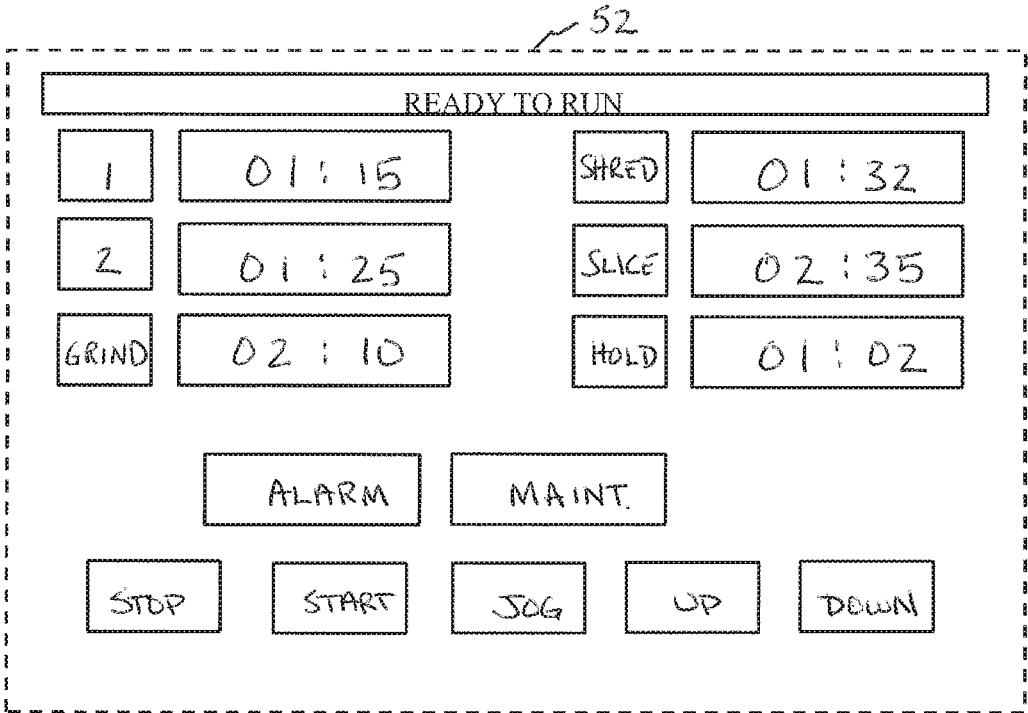 52
READY TO RUN
1 01:15 SHRED 01:32
2 01:25 SLICE 02:35
GRIND 02:10 HOLD 01:02
ALARM MAINT.
STOP START JOG UP DOWN